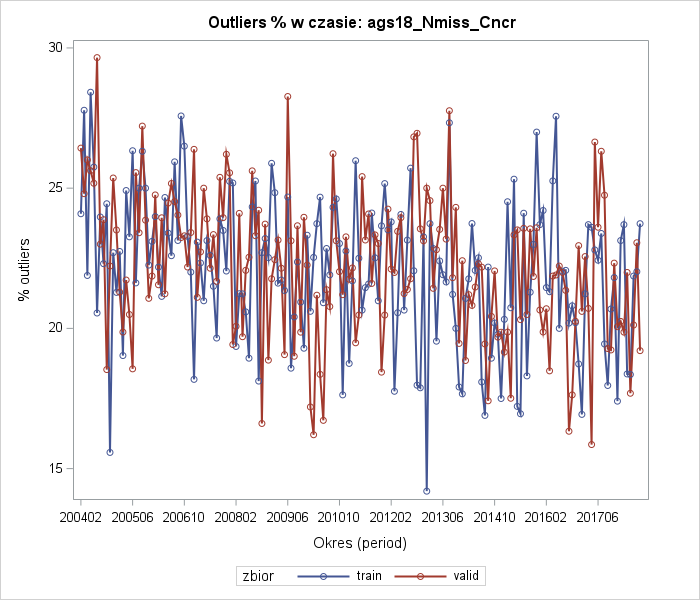 Outliers % w czasie: ags18_Nmiss_Cncr
30
25
20
15
% outliers
200402 200506 200610 200802 200906 201010 201202 201306 201410 201602 201706
Okres (period)
zbior train valid